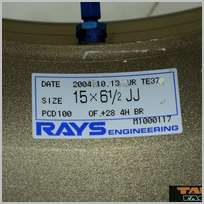 DATE 2004.10.13 VR TE37
SIZE 15×6½ JJ
PCD100 OF.+28 4H BR
M1000117
RAYS ENGINEERING